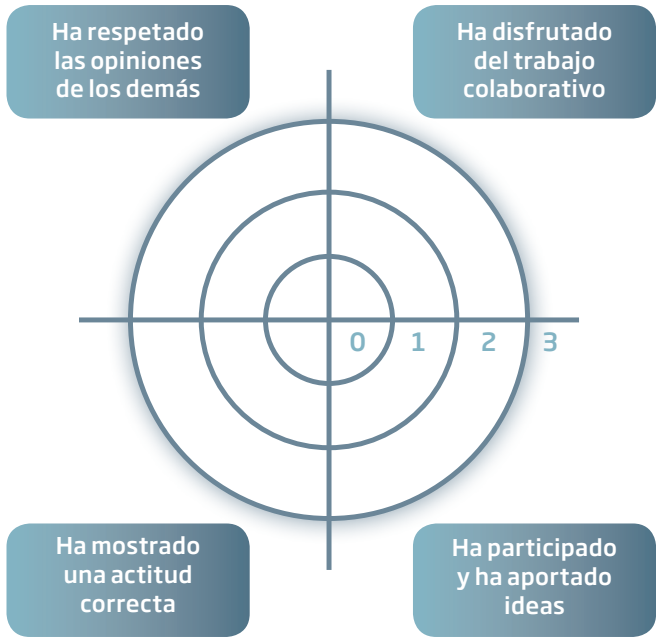 Ha respetado
las opiniones
de los demás
Ha disfrutado
del trabajo
colaborativo
0 1 2 3
Ha mostrado
una actitud
correcta
Ha participado
y ha aportado
ideas